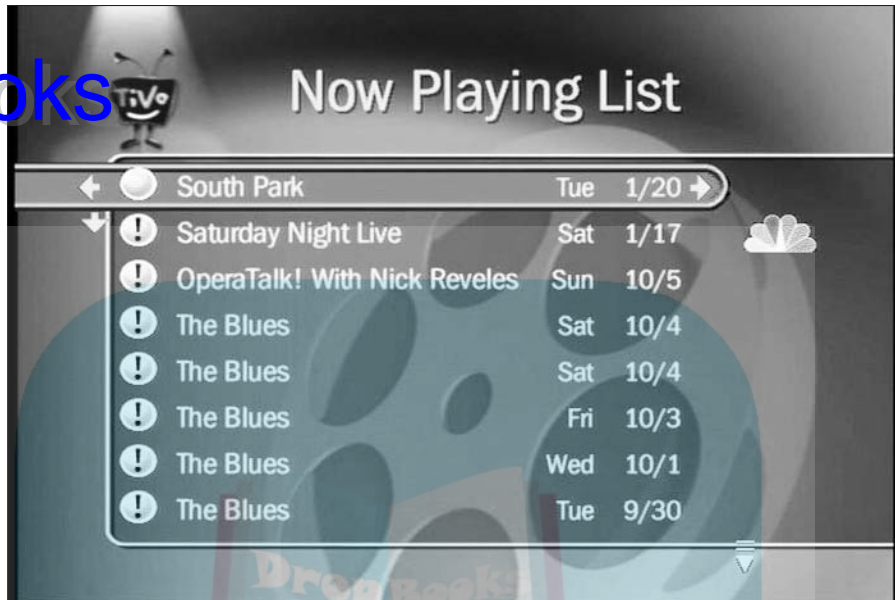 oks
TiVo
Now Playing List
South Park Tue 1/20
! Saturday Night Live Sat 1/17
! OperaTalk! With Nick Reveles Sun 10/5
! The Blues Sat 10/4
! The Blues Sat 10/4
! The Blues Fri 10/3
! The Blues Wed 10/1
! The Blues Tue 9/30
DropBooks